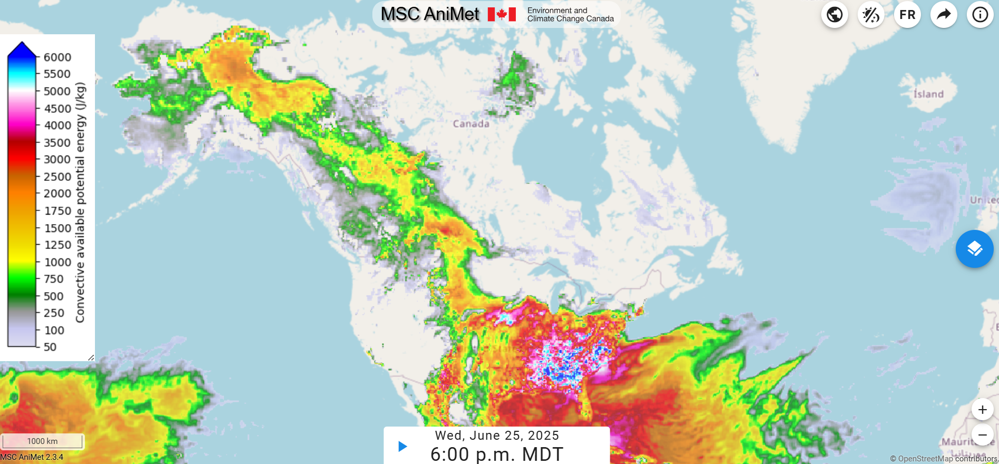 MSC AniMet
Environment and
Climate Change Canada
FR
6000
5500
5000
4500
4000
3500
3000
2500
2000
1750
1500
1250
1000
750
500
250
100
50
Convective available potential energy (J/kg)
Canada
Ísland
United
1000 km
MSC AniMet 2.3.4
Wed, June 25, 2025
6:00 p.m. MDT
+
−
© OpenStreetMap contributors